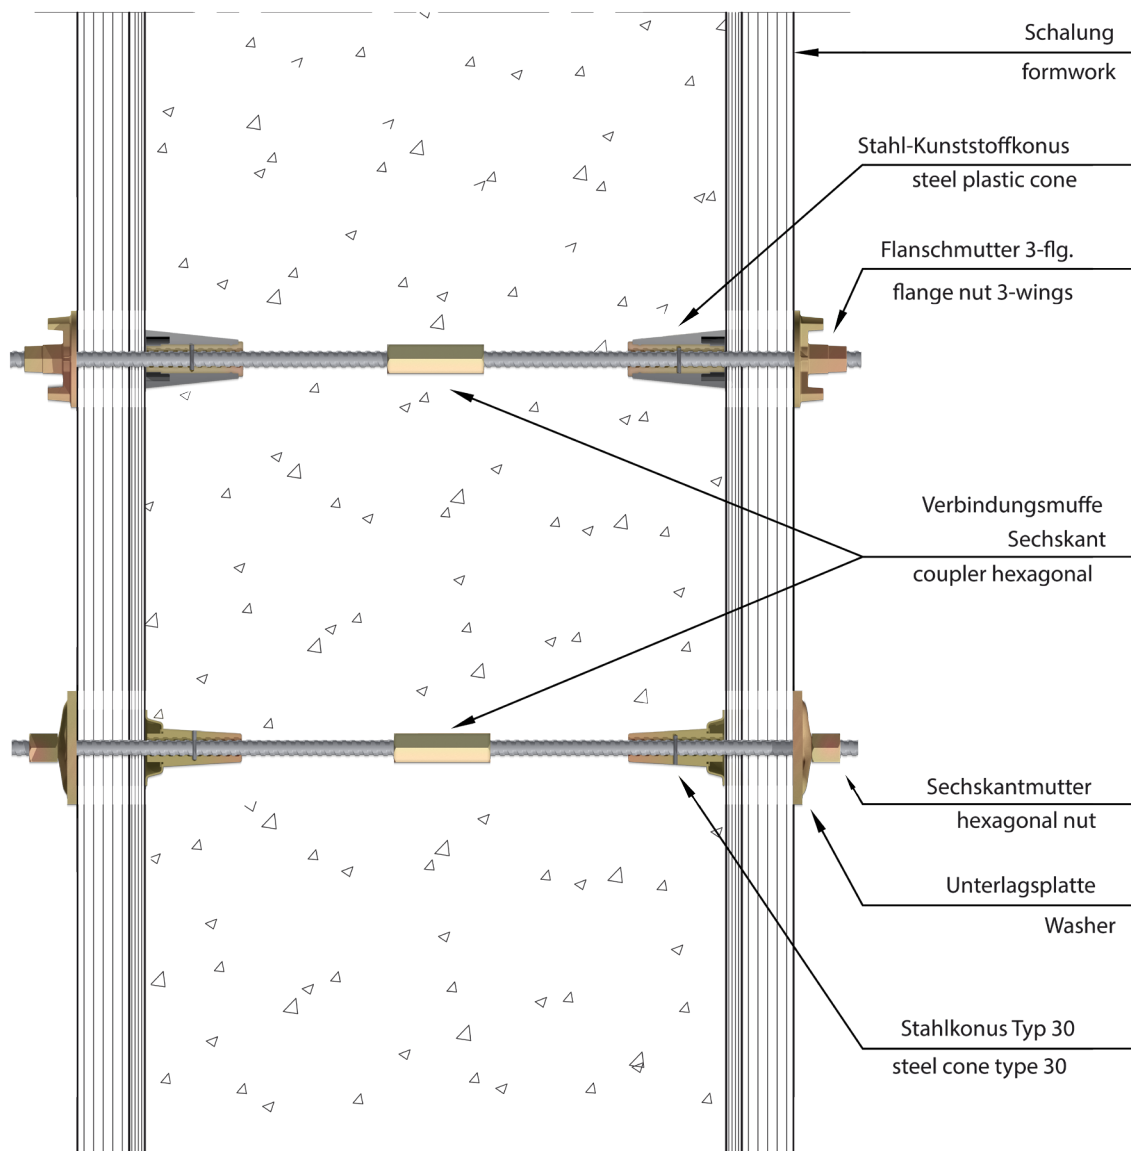 Schalung
formwork
Stahl-Kunststoffkonus
steel plastic cone
Flanschmutter 3-flg.
flange nut 3-wings
Verbindungsmuffe
Sechskant
coupler hexagonal
Sechskantmutter
hexagonal nut
Unterlagsplatte
Washer
Stahlkonus Typ 30
steel cone type 30